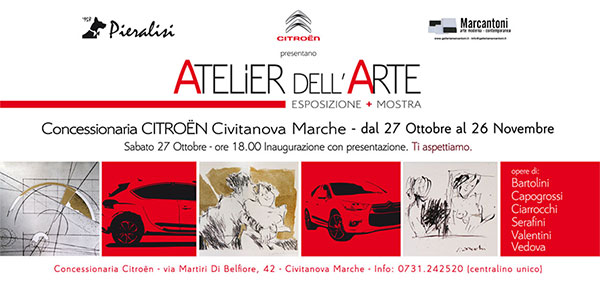 Pieralisi
CITROËN
Marcantoni
arte moderna - contemporanea
presentano
ATELIER DELL'ARTE
ESPOSIZIONE + MOSTRA
Concessionaria CITROËN Civitanova Marche - dal 27 Ottobre al 26 Novembre
Sabato 27 Ottobre - ore 18.00 Inaugurazione con presentazione. Ti aspettiamo.
opere di:
Bartolini
Capogrossi
Ciarrocchi
Serafini
Valentini
Vedova
Concessionaria Citroën - via Martiri Di Belfiore, 42 - Civitanova Marche - Info: 0731.242520 (centralino unico)